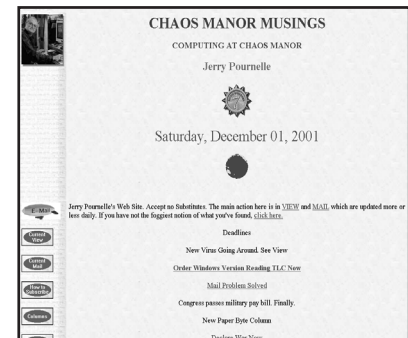 CHAOS MANOR MUSINGS
COMPUTING AT CHAOS MANOR
Jerry Pournelle
Saturday, December 01, 2001
Jerry Pournelle's Web Site. Accept no Substitutes. The main action here is in VIEW and MAIL which are updated more or
less daily. If you have not the foggiest notion of what you've found, click here.
E-Mail
Current
View
Current
Mail
How to
Subscribe
Columns
Deadlines
New Virus Going Around. See View
Order Windows Version Reading TLC Now
Mail Problem Solved
Congress passes military pay bill. Finally.
New Paper Byte Column
Declare War Now